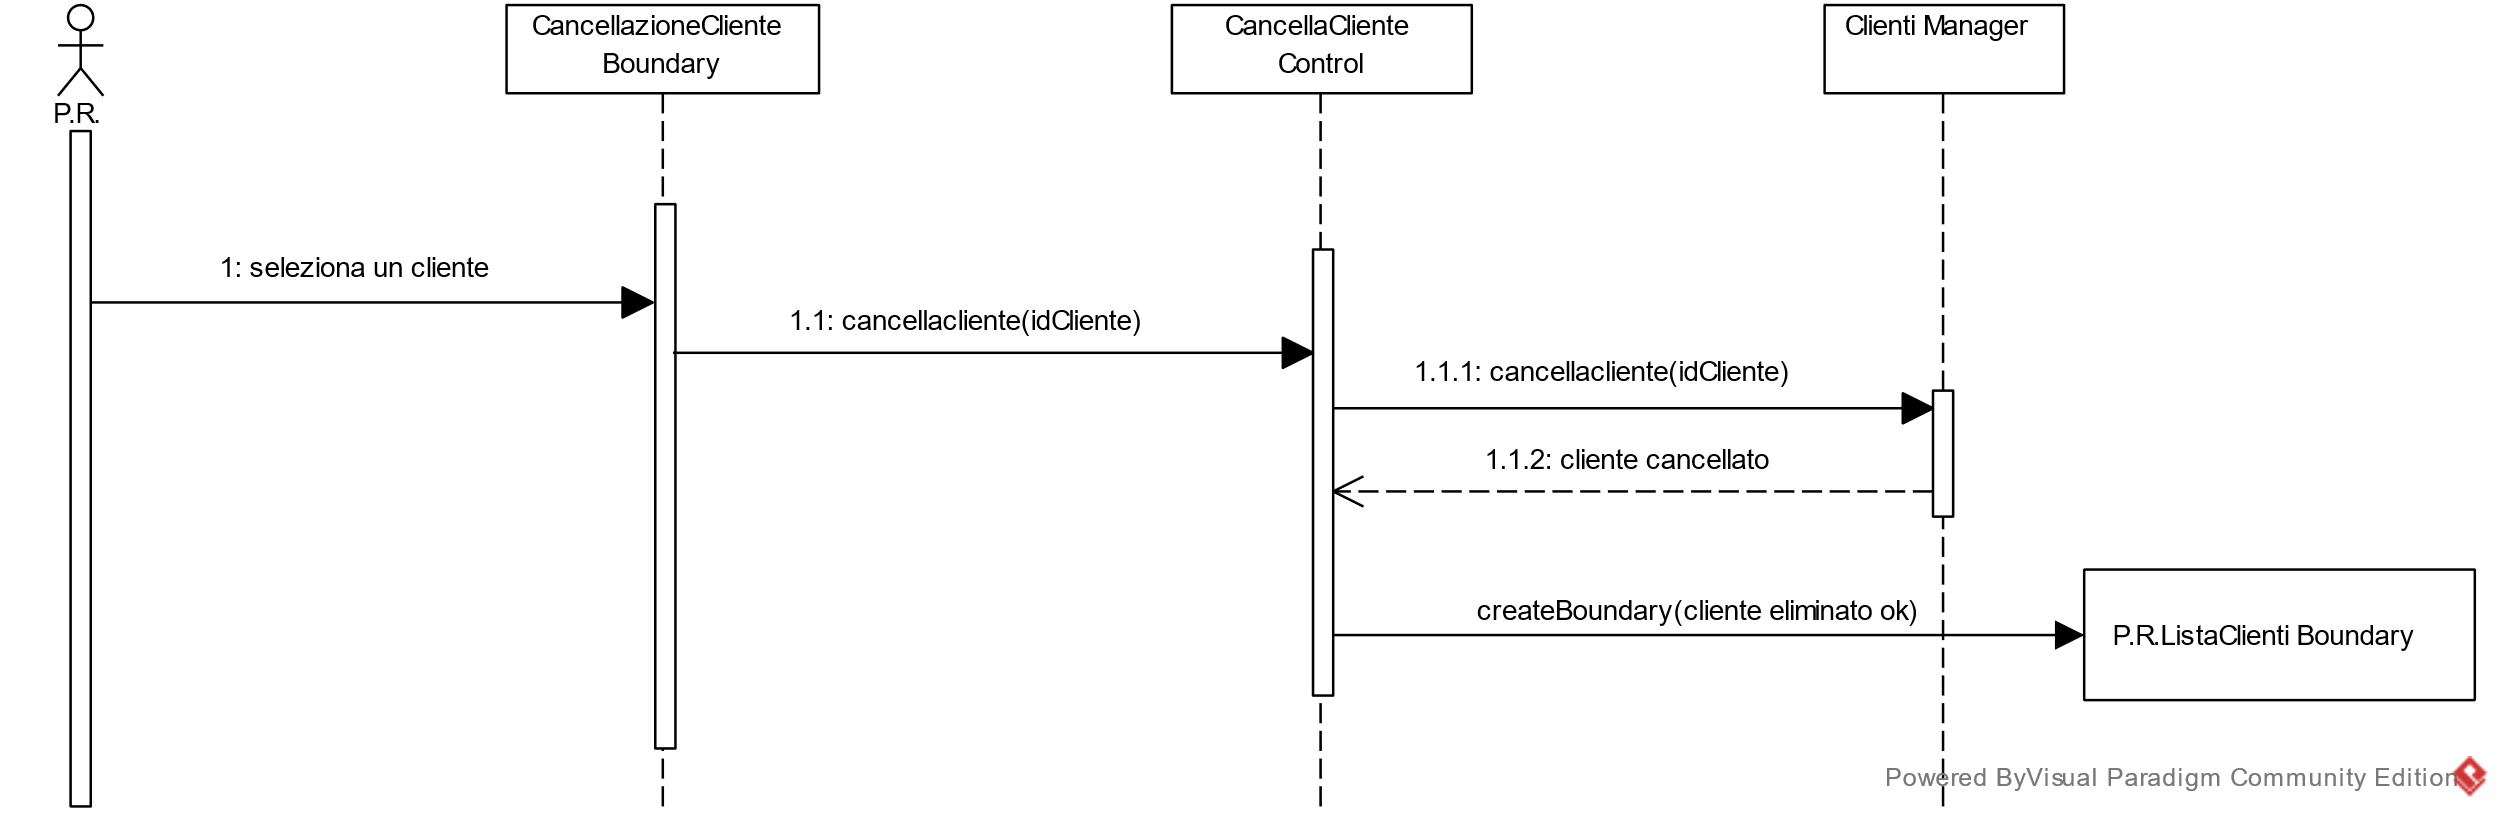 P.R.
CancellazioneCliente
Boundary
CancellaCliente
Control
Clienti Manager
1: seleziona un cliente
1.1: cancellacliente(idCliente)
1.1.1: cancellacliente(idCliente)
1.1.2: cliente cancellato
createBoundary(cliente eliminato ok)
P.R.ListaClienti Boundary
Powered ByVisual Paradigm Community Edition